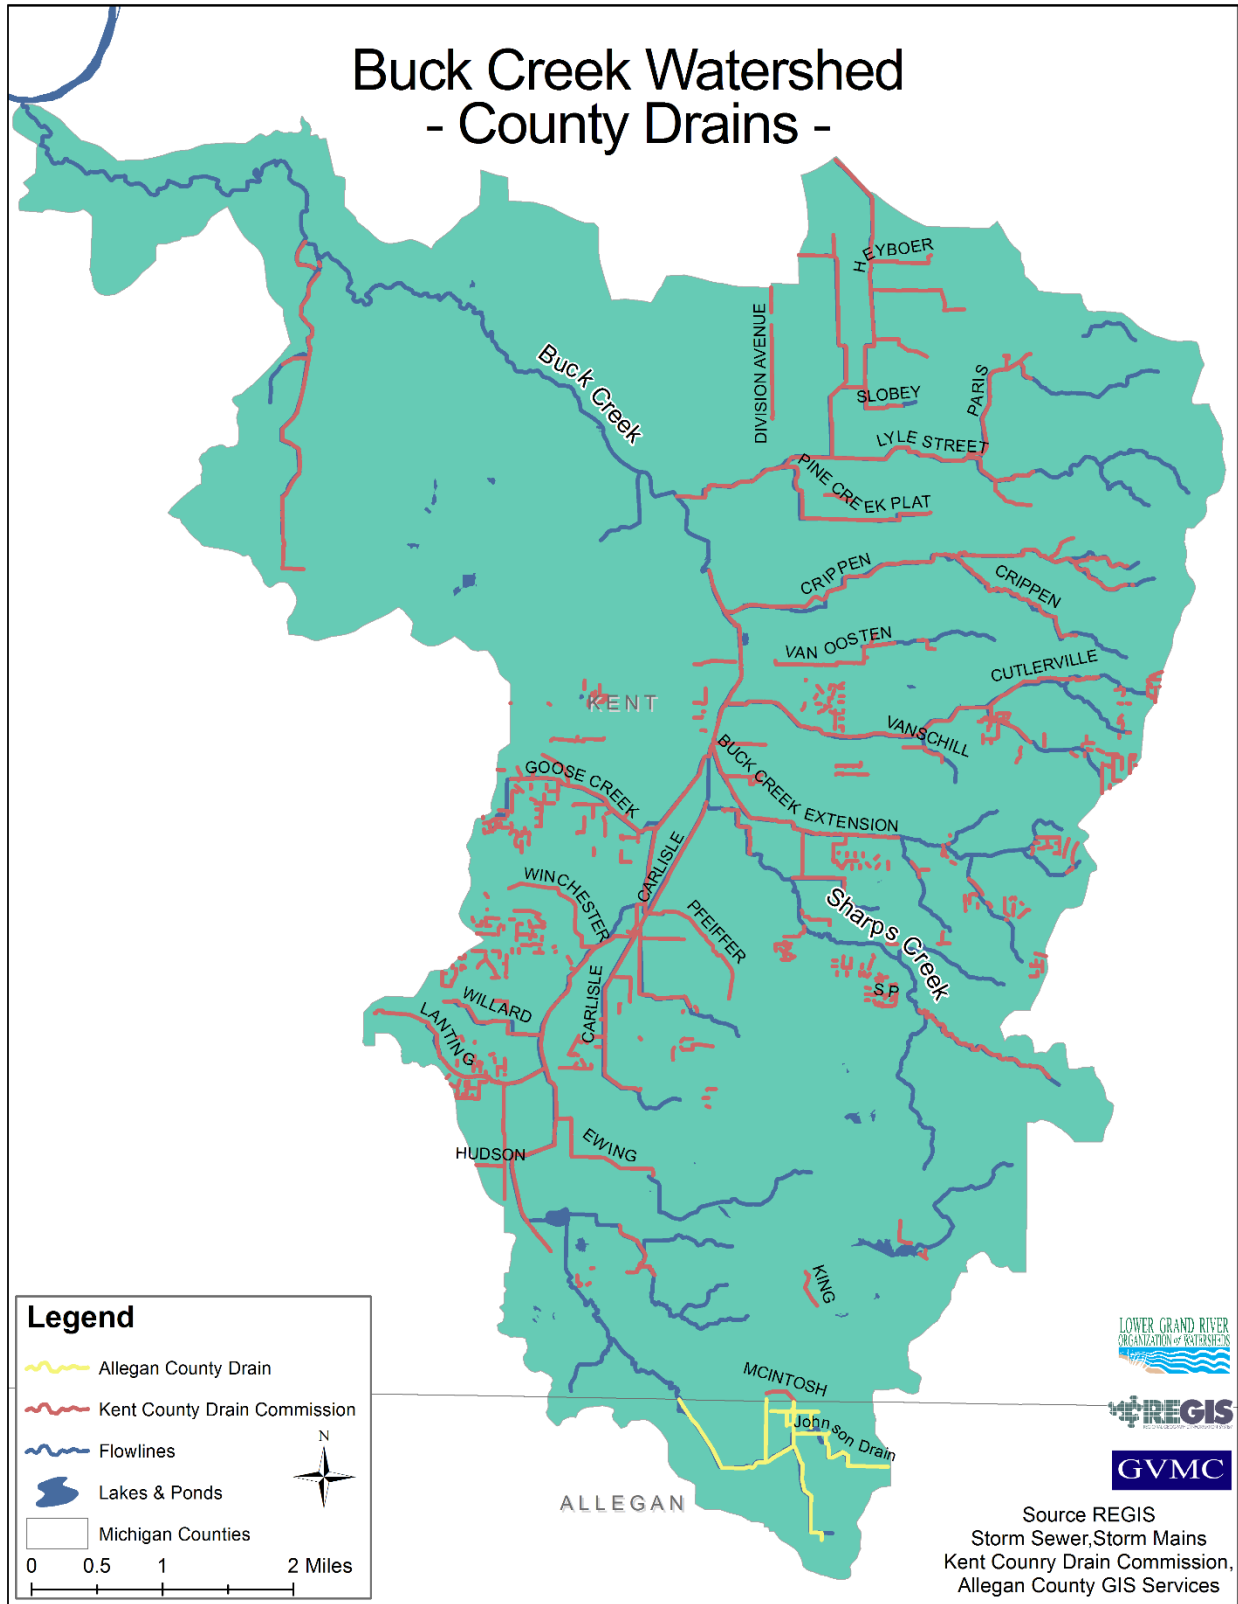 Buck Creek Watershed
- County Drains -
HEYBOER
DIVISION AVENUE
Buck Creek
SLOBEY
PARIS
LYLE STREET
PINE CREEK PLAT
CRIPPEN
CRIPPEN
VAN OOSTEN
CUTLERVILLE
KENT
VANSCHILL
BUCK CREEK EXTENSION
GOOSE CREEK
CARLISLE
WINCHESTER
PFEIFFER
Sharps Creek
SP
CARLISLE
WILLARD
LANTING
EWING
HUDSON
KING
MCINTOSH
Johnson Drain
ALLEGAN
Legend
Allegan County Drain
Kent County Drain Commission
Flowlines
Lakes & Ponds
Michigan Counties
0 0.5 1 2 Miles
N
LOWER GRAND RIVER
ORGANIZATION of WATERSHEDS
REGIS
GVMC
Source REGIS
Storm Sewer,Storm Mains
Kent Counry Drain Commission,
Allegan County GIS Services